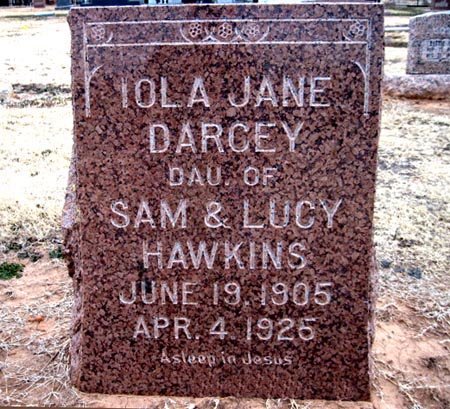 IOLA JANE
DARCEY
DAU. OF
SAM & LUCY
HAWKINS
JUNE 19, 1905
APR. 4, 1925
Asleep in Jesus